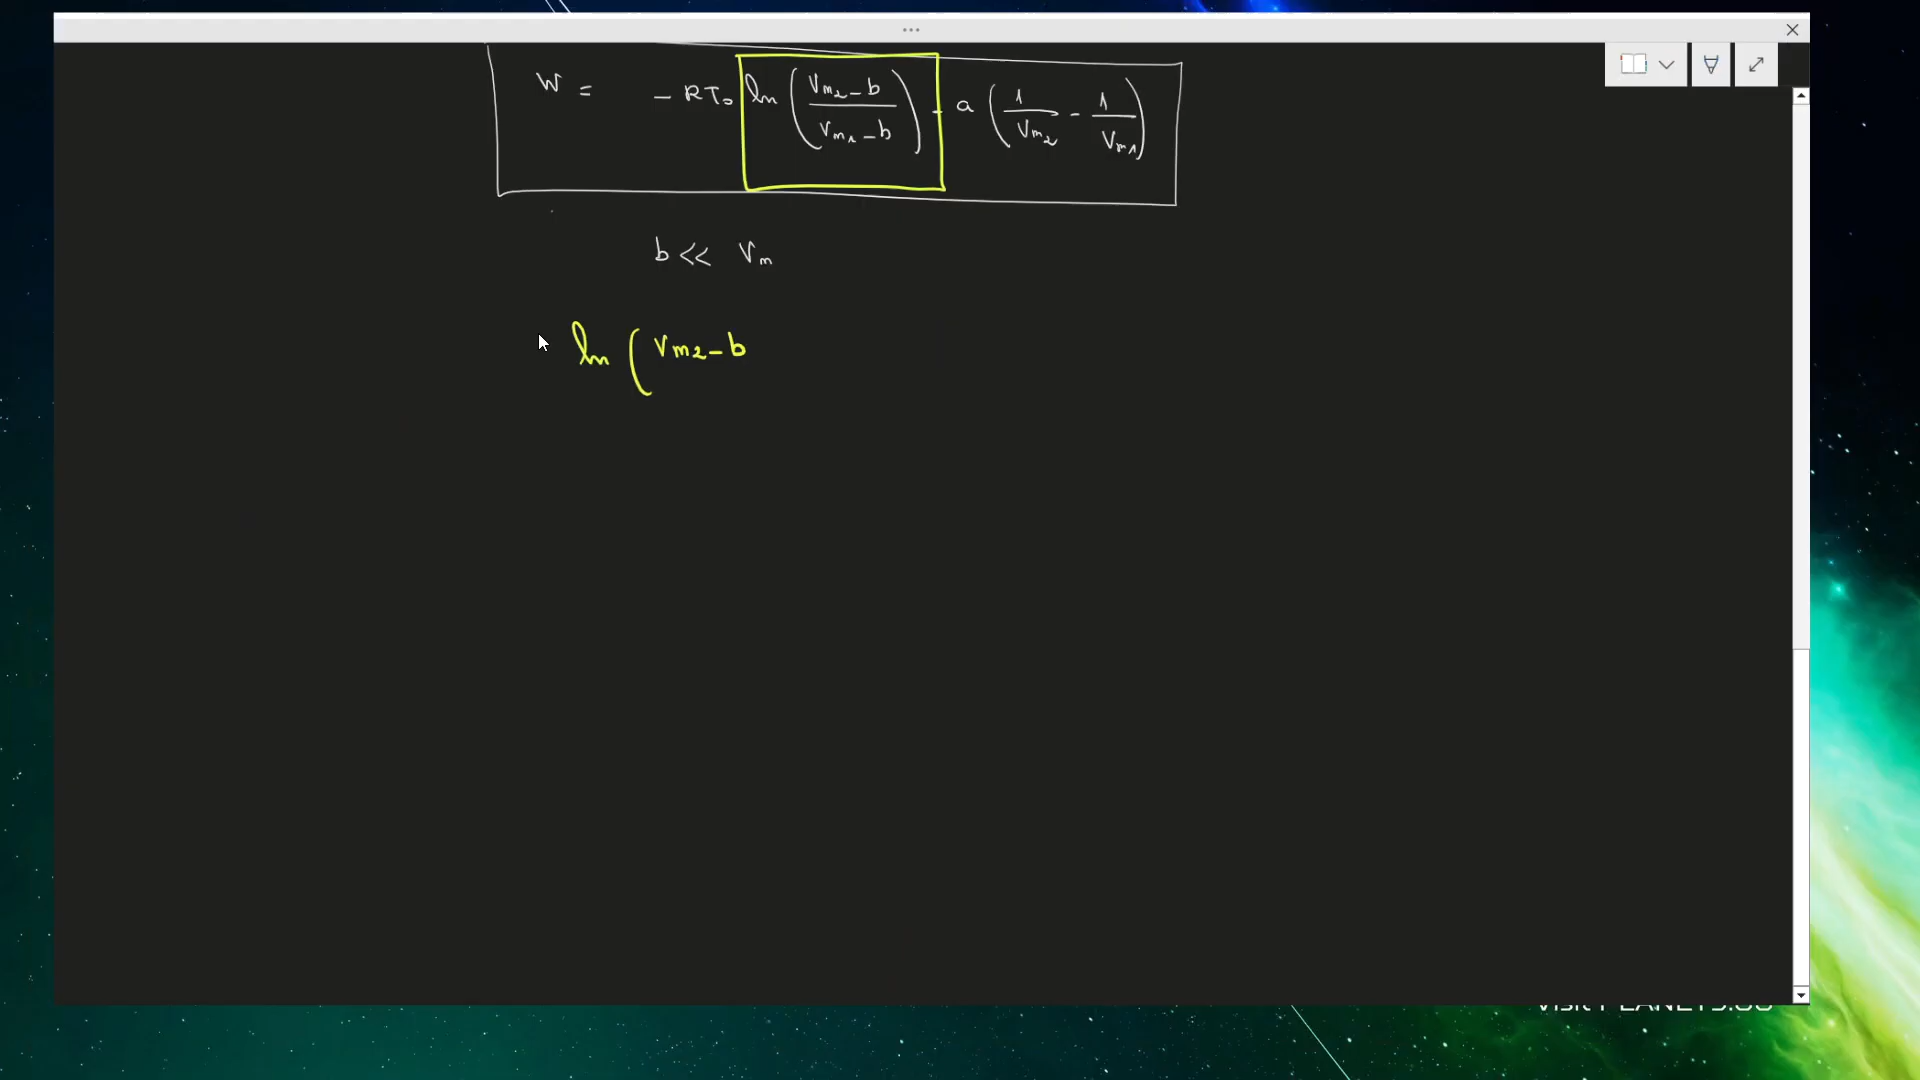 W = - RT₀ ln ( (Vm₂ - b) / (Vm₁ - b) ) - a ( 1/Vm₂ - 1/Vm₁ )
b << Vm
ln ( Vm₂ - b